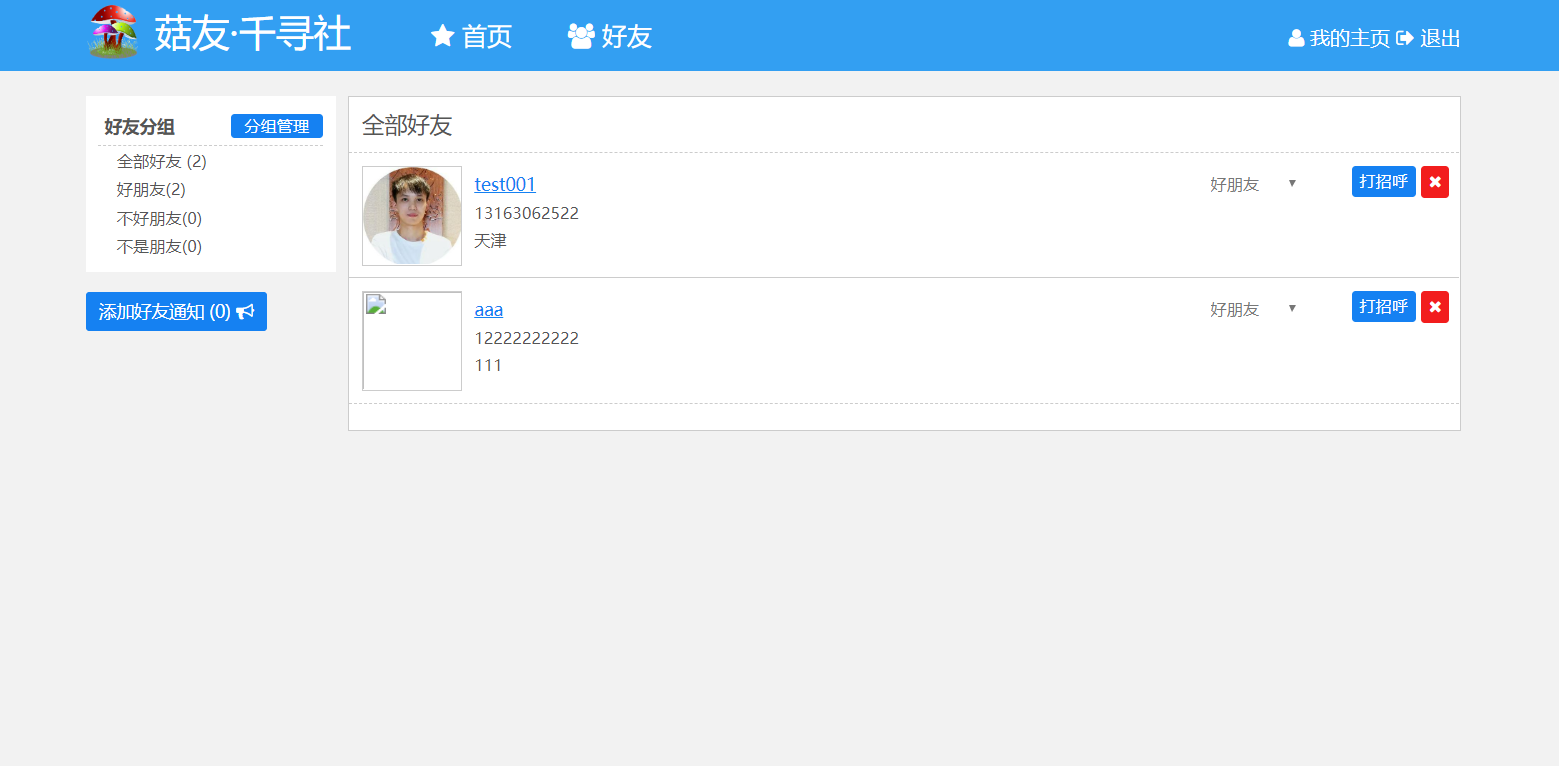 菇友·千寻社
首页
好友
我的主页 退出
好友分组 分组管理
全部好友 (2)
好朋友(2)
不好朋友(0)
不是朋友(0)
添加好友通知 (0)
全部好友
test001
13163062522
天津
好朋友
打招呼
aaa
12222222222
111
好朋友
打招呼